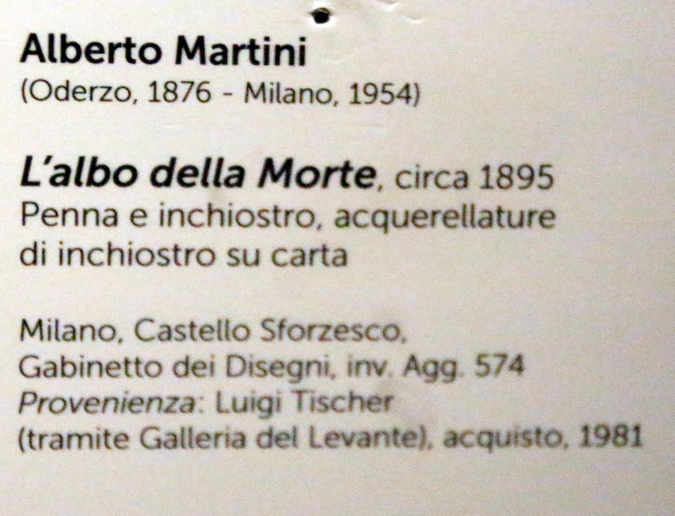 Alberto Martini
(Oderzo, 1876 - Milano, 1954)
L'albo della Morte, circa 1895
Penna e inchiostro, acquerellature
di inchiostro su carta
Milano, Castello Sforzesco,
Gabinetto dei Disegni, inv. Agg. 574
Provenienza: Luigi Tischer
(tramite Galleria del Levante), acquisto, 1981